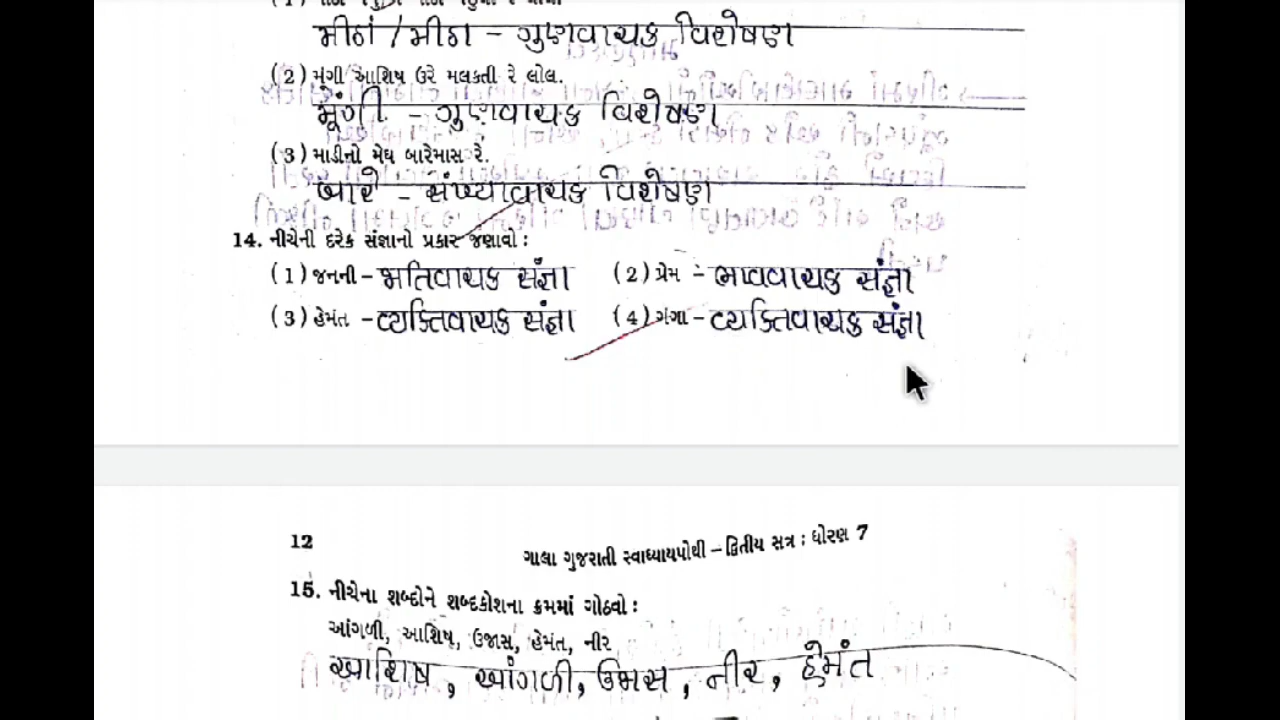 મીઠાં / મીઠા – ગુણવાચક વિશેષણ
(2) મૂંગી આશિષ ઉરે મલકતી રે લોલ.
મૂંગી – ગુણવાચક વિશેષણ
(3) માડીનો મેઘ બારેમાસ રે.
બારે – સંખ્યાવાચક વિશેષણ
14. નીચેની દરેક સંજ્ઞાનો પ્રકાર જણાવો :
(1) જનની – જાતિવાચક સંજ્ઞા (2) પ્રેમ – ભાવવાચક સંજ્ઞા
(3) હેમંત – વ્યક્તિવાચક સંજ્ઞા (4) ગંગા – વ્યક્તિવાચક સંજ્ઞા
12 ગાલા ગુજરાતી સ્વાધ્યાયપોથી – દ્વિતીય સત્ર : ધોરણ 7
15. નીચેના શબ્દોને શબ્દકોશના ક્રમમાં ગોઠવો :
આંગળી, આશિષ, ઉજાસ, હેમંત, નીર
આશિષ, આંગળી, ઉજાસ, નીર, હેમંત